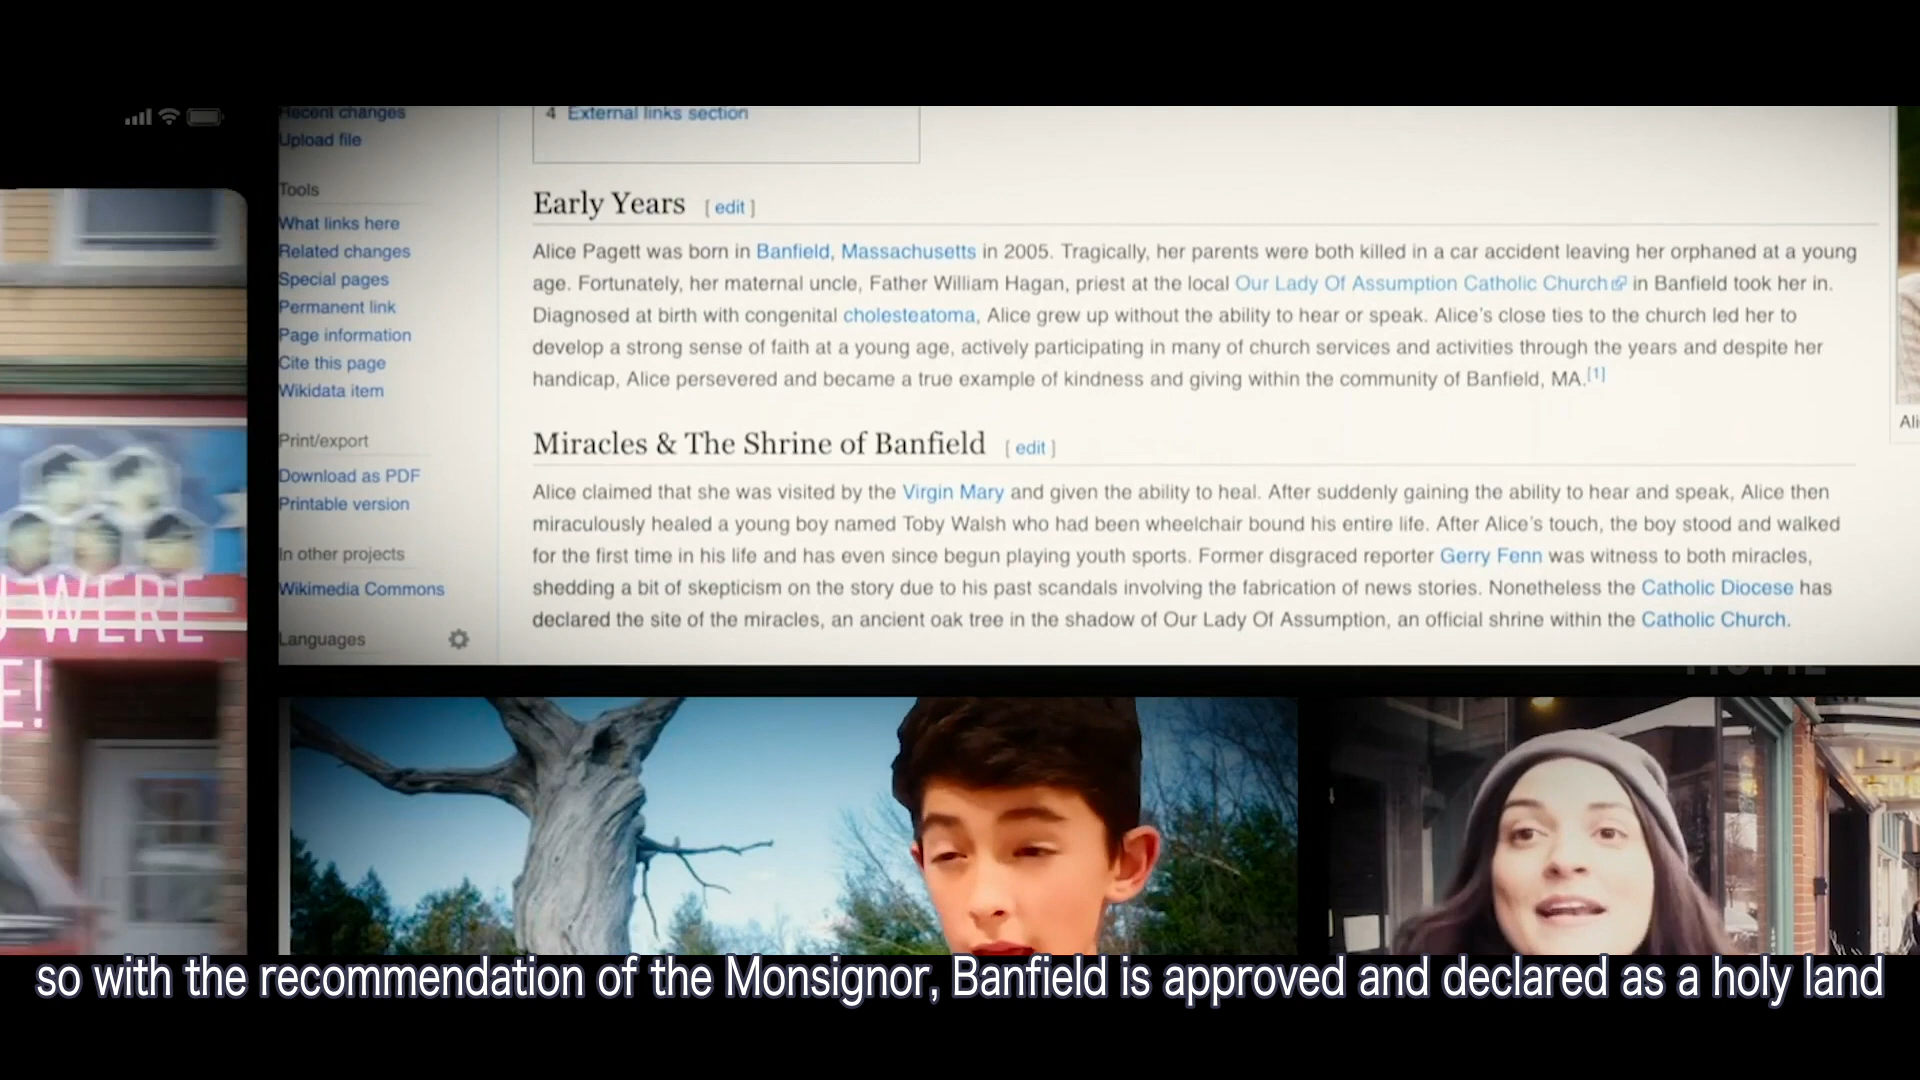 Recent changes
Upload file
Tools
What links here
Related changes
Special pages
Permanent link
Page information
Cite this page
Wikidata item
Print/export
Download as PDF
Printable version
In other projects
Wikimedia Commons
Languages
4 External links section
Early Years [ edit ]
Alice Pagett was born in Banfield, Massachusetts in 2005. Tragically, her parents were both killed in a car accident leaving her orphaned at a young
age. Fortunately, her maternal uncle, Father William Hagan, priest at the local Our Lady Of Assumption Catholic Church in Banfield took her in.
Diagnosed at birth with congenital cholesteatoma, Alice grew up without the ability to hear or speak. Alice's close ties to the church led her to
develop a strong sense of faith at a young age, actively participating in many of church services and activities through the years and despite her
handicap, Alice persevered and became a true example of kindness and giving within the community of Banfield, MA.[1]
Miracles & The Shrine of Banfield [ edit ]
Alice claimed that she was visited by the Virgin Mary and given the ability to heal. After suddenly gaining the ability to hear and speak, Alice then
miraculously healed a young boy named Toby Walsh who had been wheelchair bound his entire life. After Alice's touch, the boy stood and walked
for the first time in his life and has even since begun playing youth sports. Former disgraced reporter Gerry Fenn was witness to both miracles,
shedding a bit of skepticism on the story due to his past scandals involving the fabrication of news stories. Nonetheless the Catholic Diocese has
declared the site of the miracles, an ancient oak tree in the shadow of Our Lady Of Assumption, an official shrine within the Catholic Church.
Ali
WERE
E!
so with the recommendation of the Monsignor, Banfield is approved and declared as a holy land